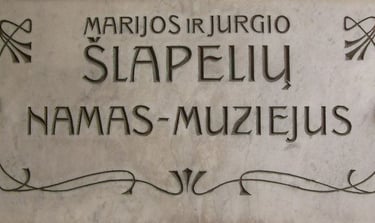 MARIJOS IR JURGIO
ŠLAPELIŲ
NAMAS-MUZIEJUS